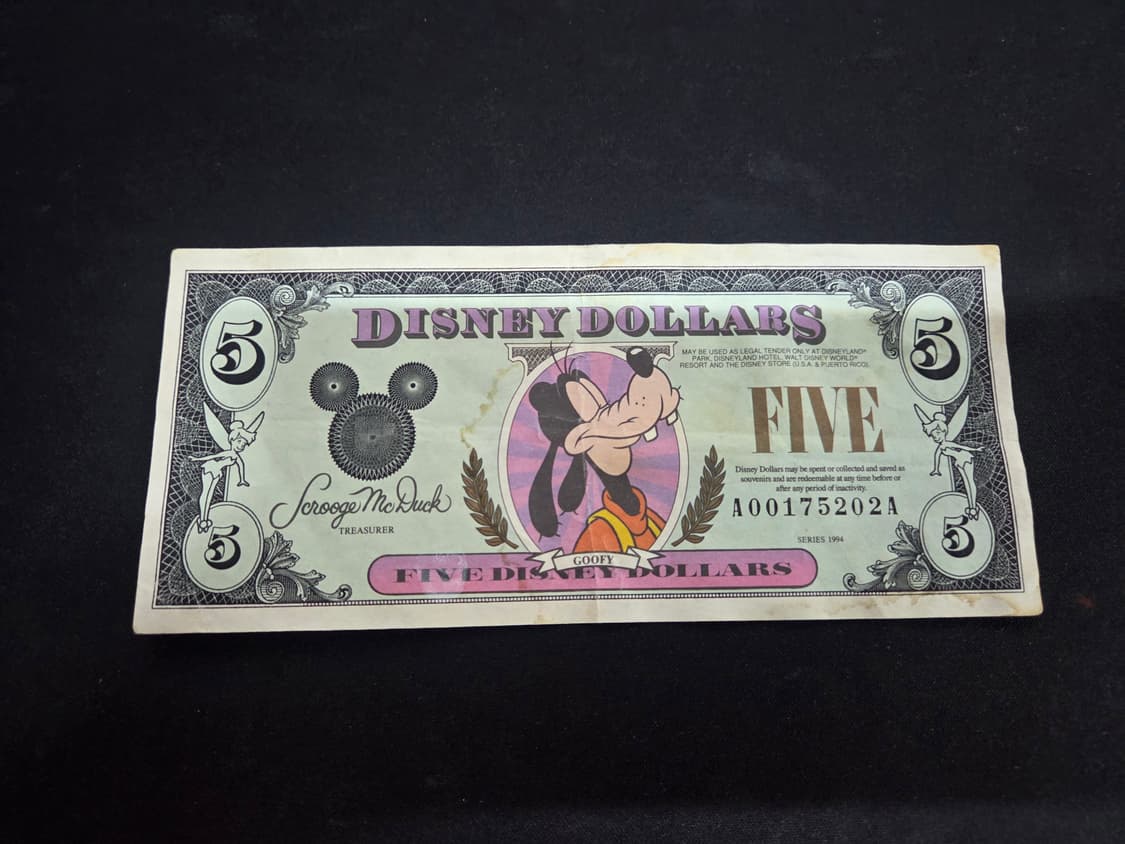 5
DISNEY DOLLARS
5
MAY BE USED AS LEGAL TENDER ONLY AT DISNEYLAND®
PARK, DISNEYLAND HOTEL, WALT DISNEY WORLD®
RESORT AND THE DISNEY STORE (U.S.A. & PUERTO RICO).
FIVE
Disney Dollars may be spent or collected and saved as
souvenirs and are redeemable at any time before or
after any period of inactivity.
A00175202A
Scrooge McDuck
TREASURER
SERIES 1994
5
5
GOOFY
FIVE DISNEY DOLLARS